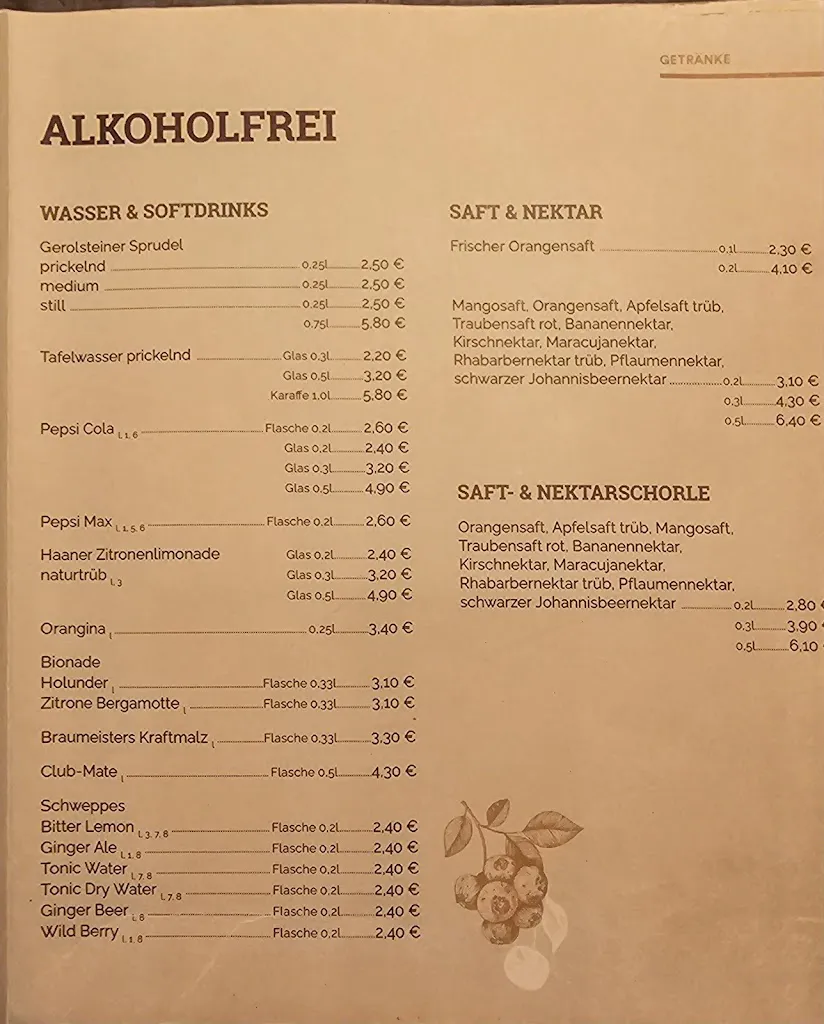 GETRÄNKE
ALKOHOLFREI
WASSER & SOFTDRINKS
Gerolsteiner Sprudel
prickelnd 0,25l 2,50 €
medium 0,25l 2,50 €
still 0,25l 2,50 €
0,75l 5,80 €
Tafelwasser prickelnd Glas 0,3l 2,20 €
Glas 0,5l 3,20 €
Karaffe 1,0l 5,80 €
Pepsi Cola l, 1, 6 Flasche 0,2l 2,60 €
Glas 0,2l 2,40 €
Glas 0,3l 3,20 €
Glas 0,5l 4,90 €
Pepsi Max l, 1, 5, 6 Flasche 0,2l 2,60 €
Haaner Zitronenlimonade Glas 0,2l 2,40 €
naturtrüb l, 3 Glas 0,3l 3,20 €
Glas 0,5l 4,90 €
Orangina l 0,25l 3,40 €
Bionade
Holunder l Flasche 0,33l 3,10 €
Zitrone Bergamotte l Flasche 0,33l 3,10 €
Braumeisters Kraftmalz l Flasche 0,33l 3,30 €
Club-Mate l Flasche 0,5l 4,30 €
Schweppes
Bitter Lemon l, 3, 7, 8 Flasche 0,2l 2,40 €
Ginger Ale l, 1, 8 Flasche 0,2l 2,40 €
Tonic Water l, 7, 8 Flasche 0,2l 2,40 €
Tonic Dry Water l, 7, 8 Flasche 0,2l 2,40 €
Ginger Beer l, 8 Flasche 0,2l 2,40 €
Wild Berry l, 1, 8 Flasche 0,2l 2,40 €
SAFT & NEKTAR
Frischer Orangensaft 0,1l 2,30 €
0,2l 4,10 €
Mangosaft, Orangensaft, Apfelsaft trüb,
Traubensaft rot, Bananennektar,
Kirschnektar, Maracujanektar,
Rhabarbernektar trüb, Pflaumennektar,
schwarzer Johannisbeernektar 0,2l 3,10 €
0,3l 4,30 €
0,5l 6,40 €
SAFT- & NEKTARSCHORLE
Orangensaft, Apfelsaft trüb, Mangosaft,
Traubensaft rot, Bananennektar,
Kirschnektar, Maracujanektar,
Rhabarbernektar trüb, Pflaumennektar,
schwarzer Johannisbeernektar 0,2l 2,80 €
0,3l 3,90 €
0,5l 6,10 €